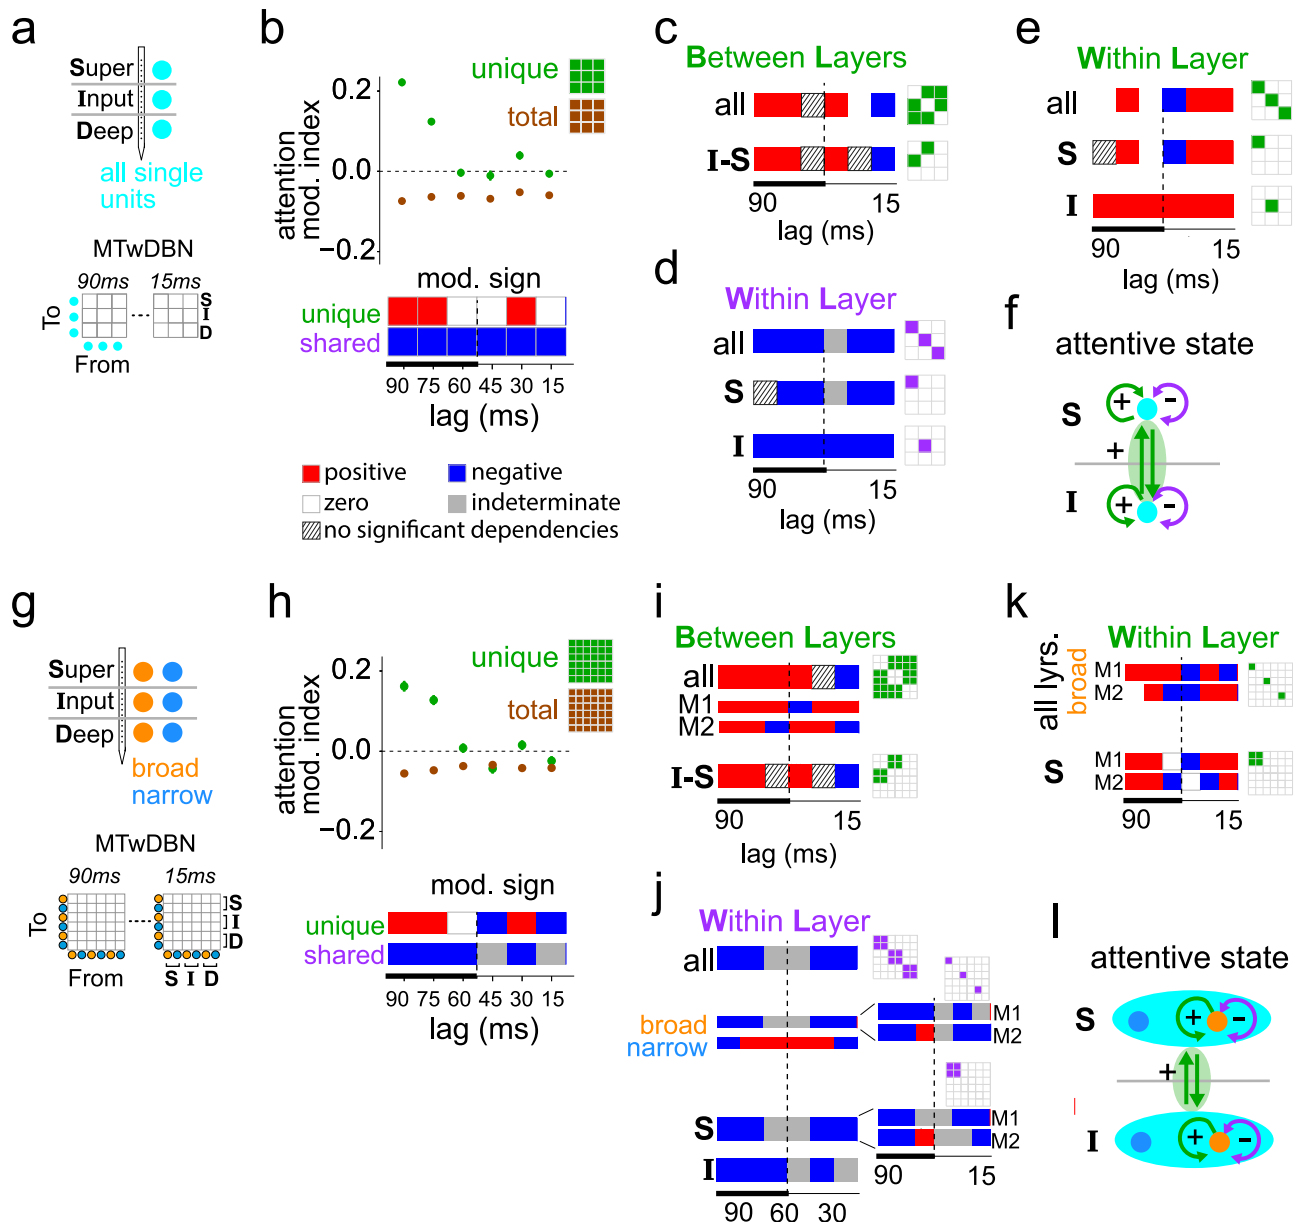 a
Super
Input
Deep
all single
units
MTwDBN
90ms
15ms
To
S
I
D
From
b
attention
mod. index
0.2
0.0
−0.2
unique
total
mod. sign
unique
shared
90
75
60
45
30
15
lag (ms)
positive
negative
zero
indeterminate
no significant dependencies
c
Between Layers
all
I-S
90
15
lag (ms)
d
Within Layer
all
S
I
90
15
lag (ms)
e
Within Layer
all
S
I
90
15
lag (ms)
f
attentive state
S
+
-
+
I
+
-
g
Super
Input
Deep
broad
narrow
MTwDBN
90ms
15ms
To
S
I
D
From
S I D
h
attention
mod. index
0.2
0.0
−0.2
unique
total
mod. sign
unique
shared
90
75
60
45
30
15
lag (ms)
i
Between Layers
all
M1
M2
I-S
90
15
lag (ms)
j
Within Layer
all
broad
narrow
M1
M2
S
M1
M2
I
90
15
90
60
30
k
Within Layer
all lyrs.
broad
M1
M2
S
M1
M2
90
15
lag (ms)
l
attentive state
S
+
-
+
I
+
-